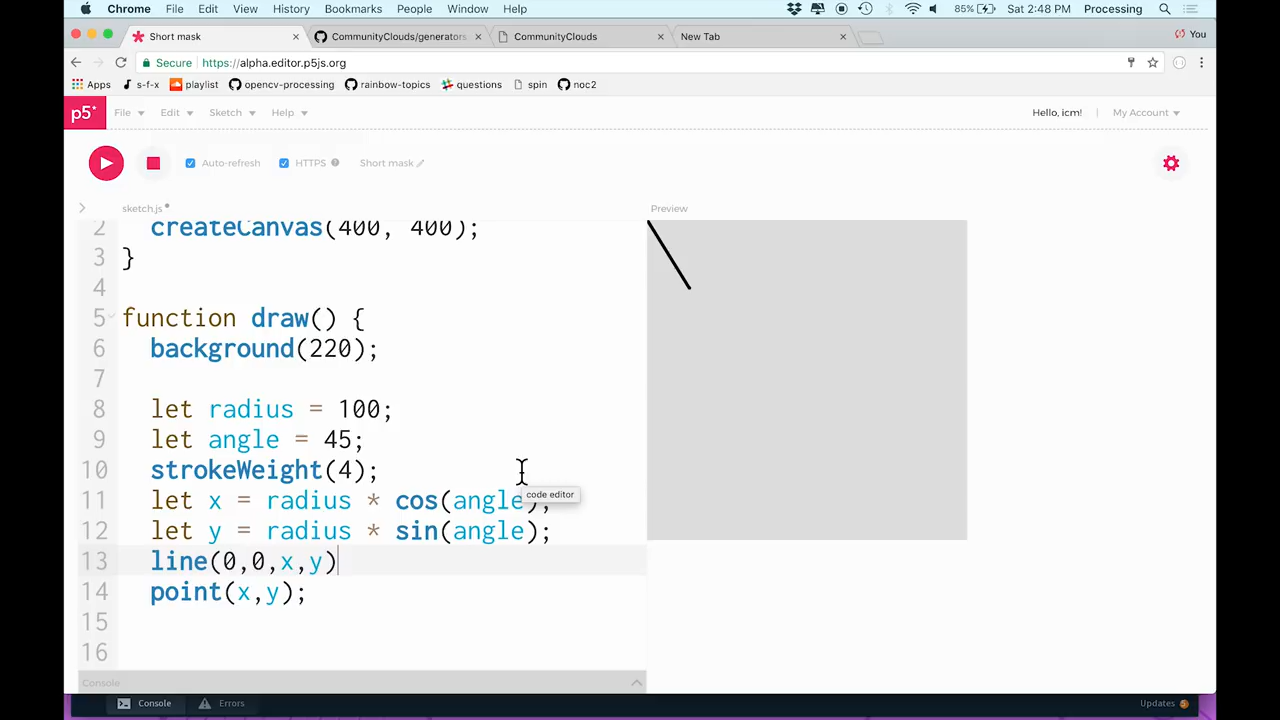 Chrome File Edit View History Bookmarks People Window Help 85% Sat 2:48 PM Processing
Short mask CommunityClouds/generators CommunityClouds New Tab You
Secure https://alpha.editor.p5js.org
Apps s-f-x playlist opencv-processing rainbow-topics questions spin noc2
p5* File Edit Sketch Help Hello, icm! | My Account
Auto-refresh HTTPS ? Short mask
sketch.js Preview
2 createCanvas(400, 400);
3 }
4
5 function draw() {
6 background(220);
7
8 let radius = 100;
9 let angle = 45;
10 strokeWeight(4);
11 let x = radius * cos(angle);
code editor
12 let y = radius * sin(angle);
13 line(0,0,x,y)
14 point(x,y);
15
16
Console
Console Errors Updates